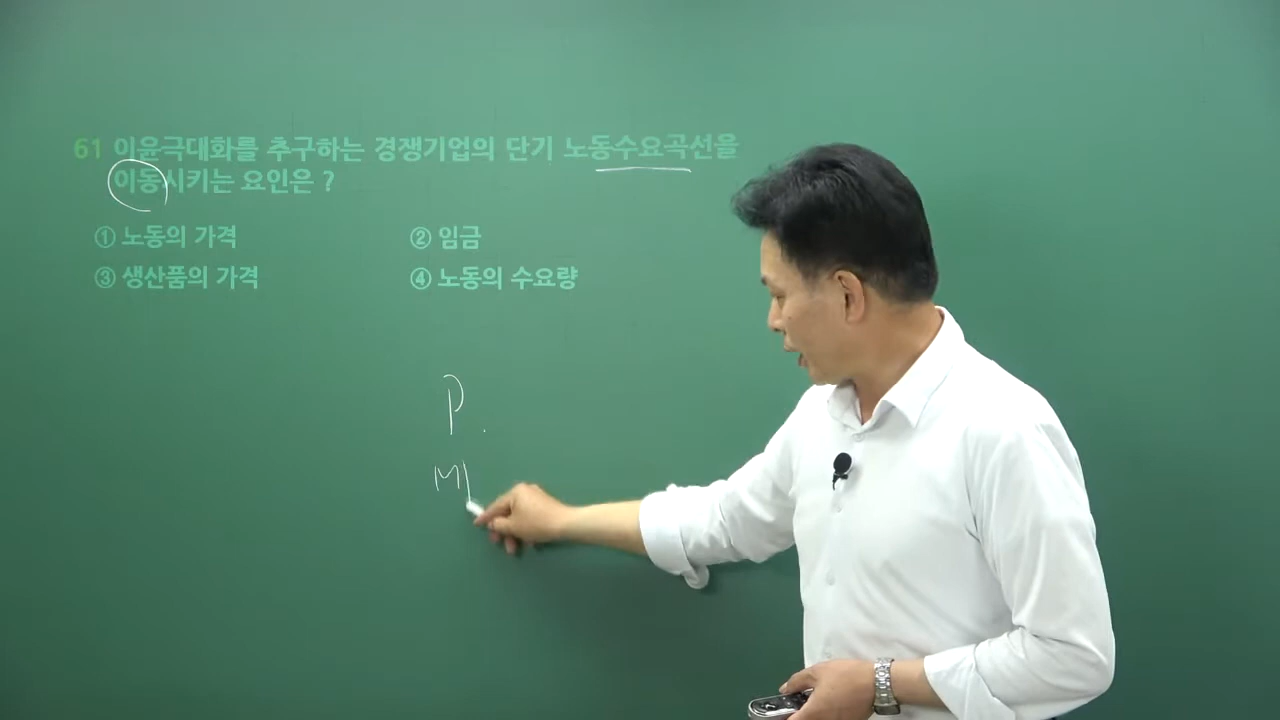 61 이윤극대화를 추구하는 경쟁기업의 단기 노동수요곡선을
이동시키는 요인은 ?
① 노동의 가격 ② 임금
③ 생산품의 가격 ④ 노동의 수요량
P